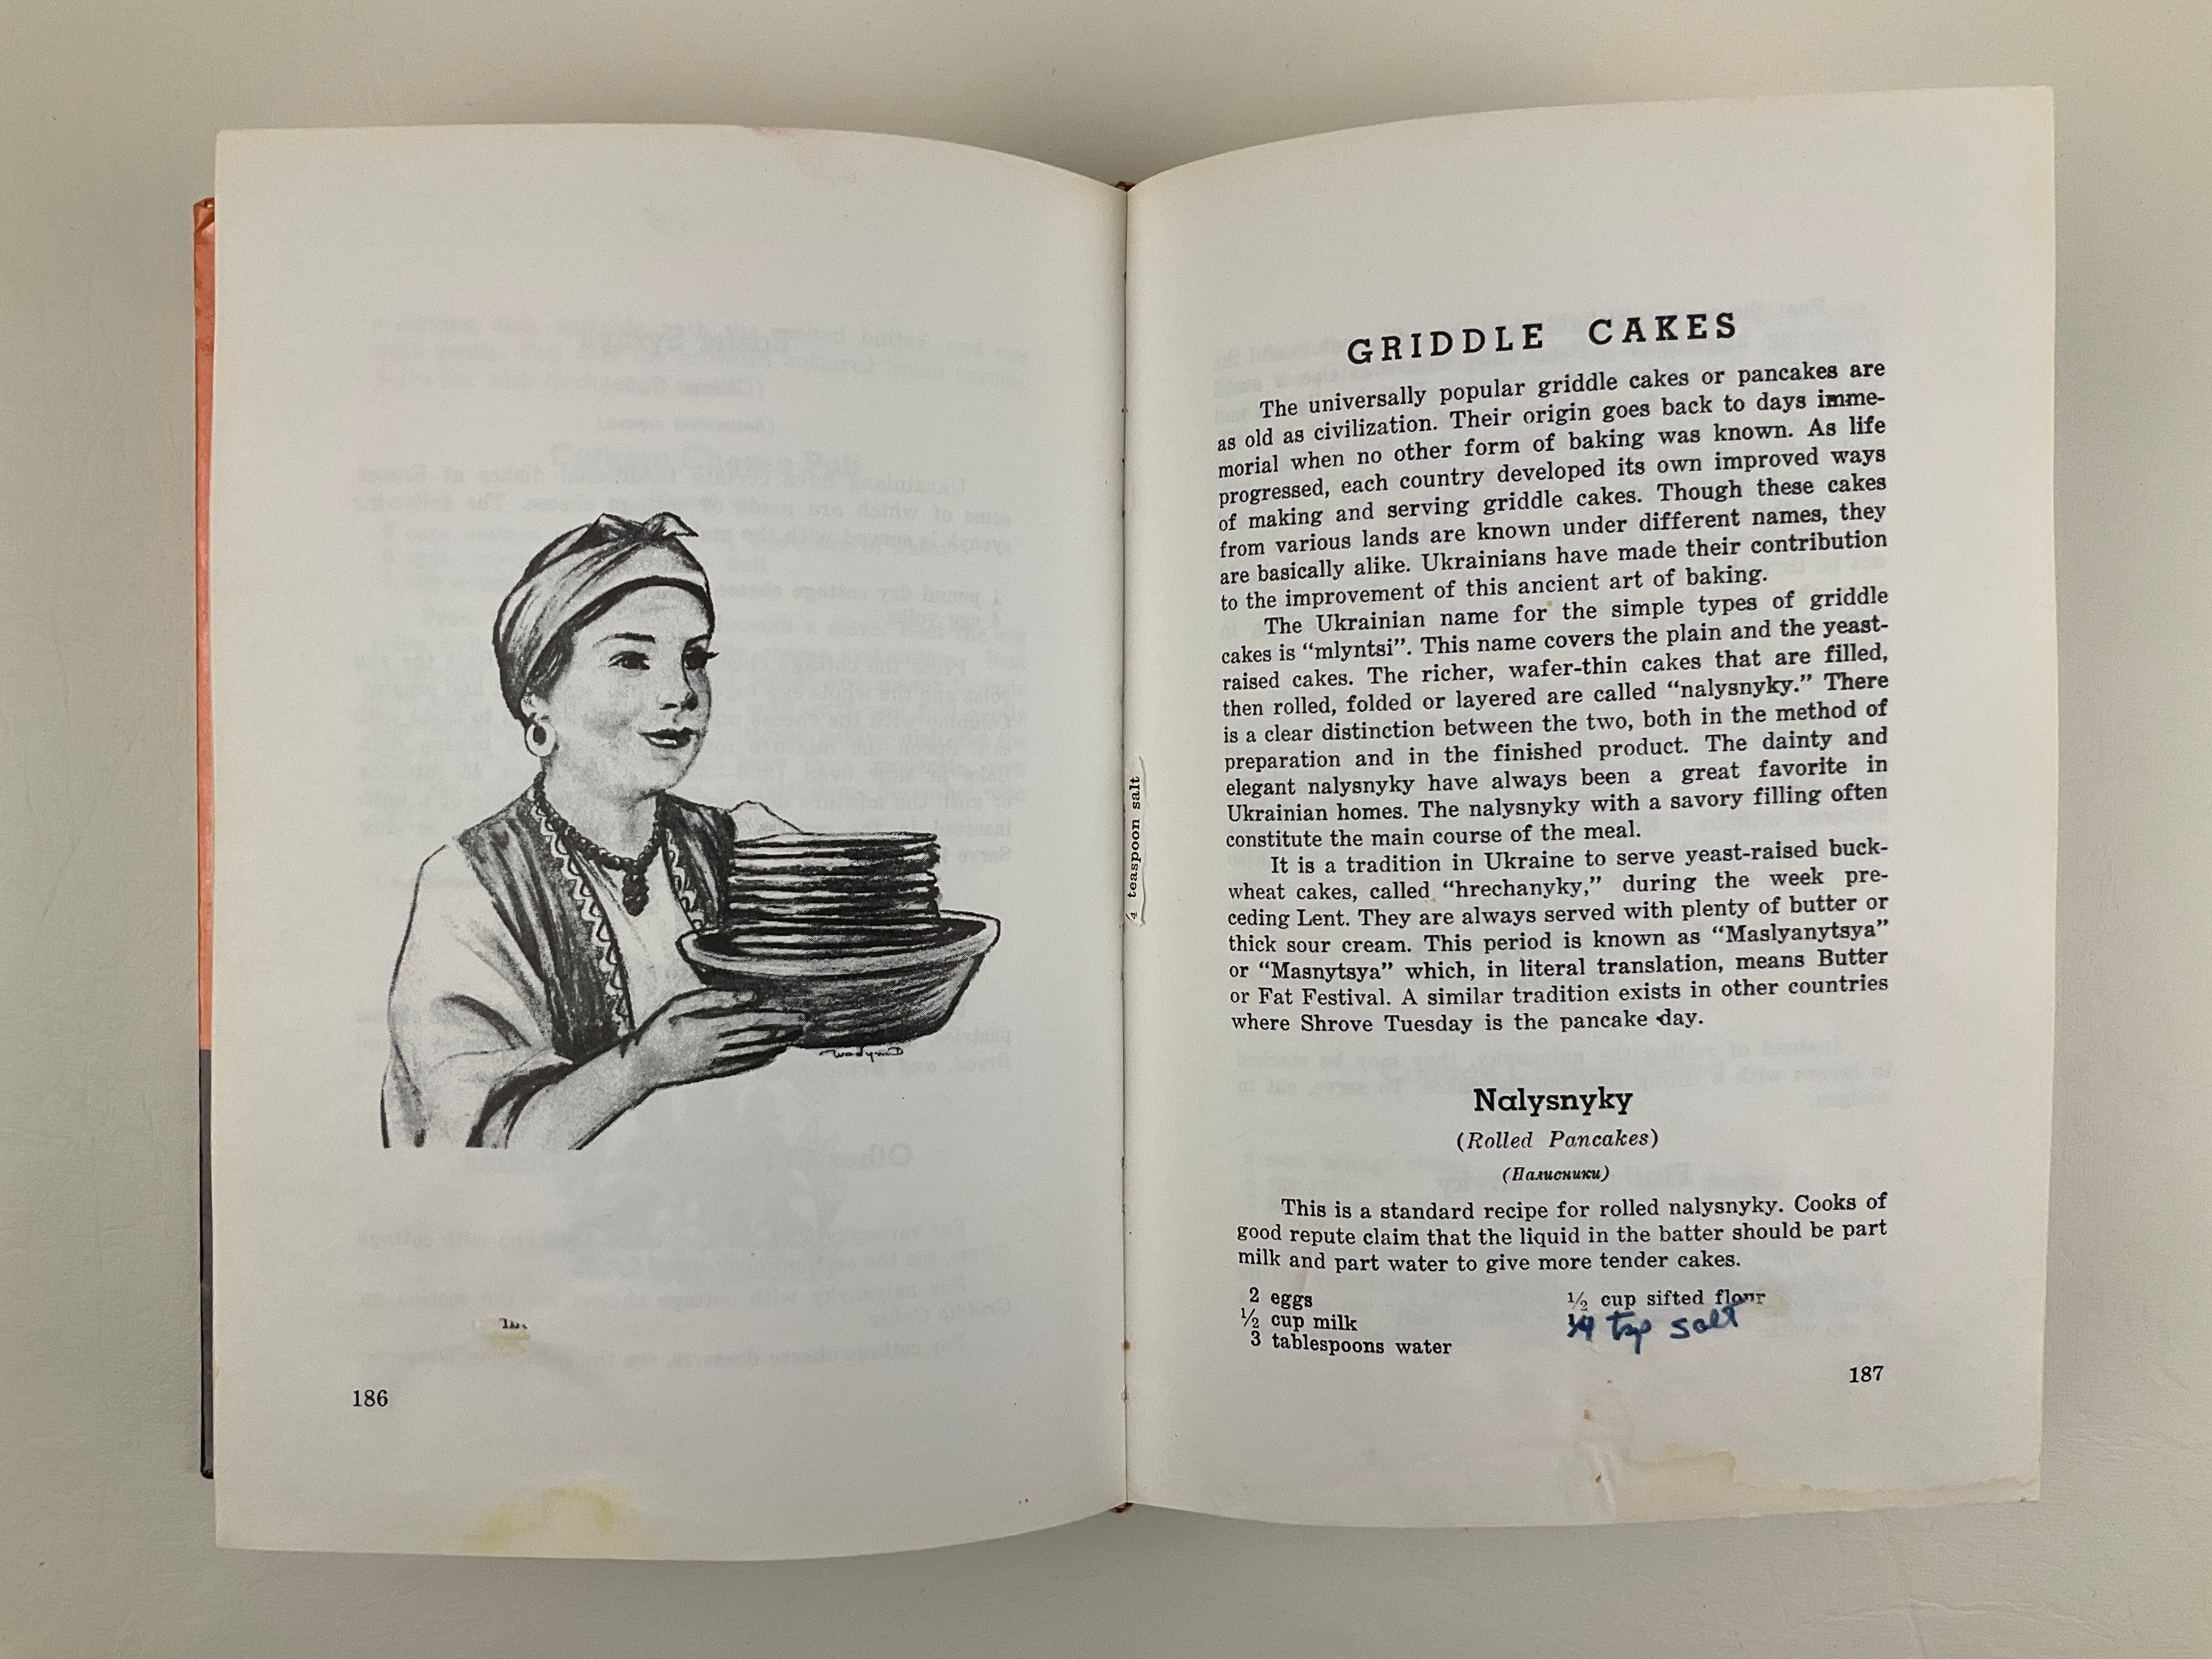 186
GRIDDLE CAKES
The universally popular griddle cakes or pancakes are
as old as civilization. Their origin goes back to days imme-
morial when no other form of baking was known. As life
progressed, each country developed its own improved ways
of making and serving griddle cakes. Though these cakes
from various lands are known under different names, they
are basically alike. Ukrainians have made their contribution
to the improvement of this ancient art of baking.
The Ukrainian name for the simple types of griddle
cakes is “mlyntsi”. This name covers the plain and the yeast-
raised cakes. The richer, wafer-thin cakes that are filled,
then rolled, folded or layered are called “nalysnyky.” There
is a clear distinction between the two, both in the method of
preparation and in the finished product. The dainty and
elegant nalysnyky have always been a great favorite in
Ukrainian homes. The nalysnyky with a savory filling often
constitute the main course of the meal.
It is a tradition in Ukraine to serve yeast-raised buck-
wheat cakes, called “hrechanyky,” during the week pre-
ceding Lent. They are always served with plenty of butter or
thick sour cream. This period is known as “Maslyanytsya”
or “Masnytsya” which, in literal translation, means Butter
or Fat Festival. A similar tradition exists in other countries
where Shrove Tuesday is the pancake day.
Nalysnyky
(Rolled Pancakes)
(Налисники)
This is a standard recipe for rolled nalysnyky. Cooks of
good repute claim that the liquid in the batter should be part
milk and part water to give more tender cakes.
2 eggs
½ cup milk
3 tablespoons water
½ cup sifted flour
¼ tsp salt
187
teaspoon salt